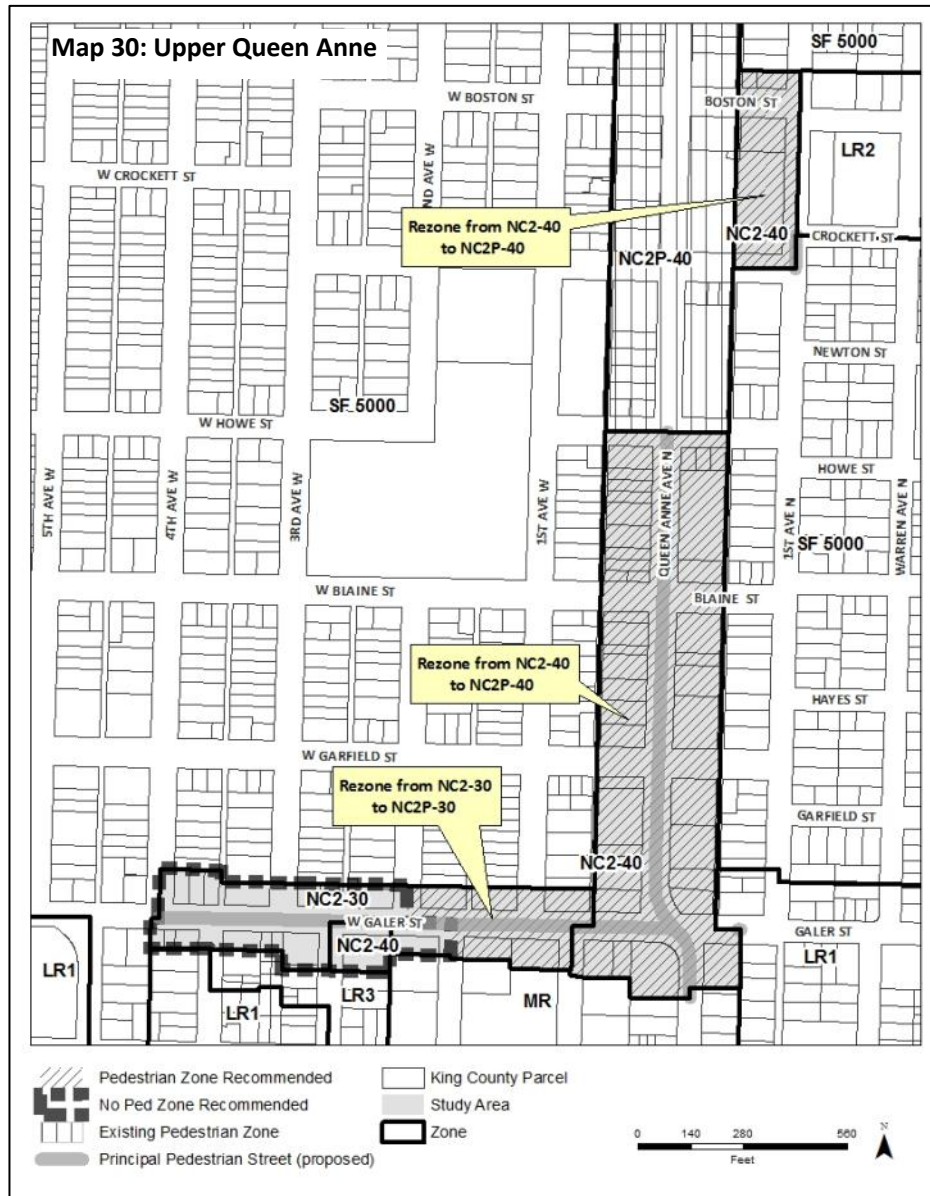 Map 30: Upper Queen Anne
SF 5000
W BOSTON ST
BOSTON ST
LR2
W CROCKETT ST
ND AVE W
Rezone from NC2-40
to NC2P-40
NC2-40
CROCKETT ST
NC2P-40
NEWTON ST
SF 5000
W HOWE ST
HOWE ST
5TH AVE W
4TH AVE W
3RD AVE W
1ST AVE W
QUEEN ANNE AVE N
1ST AVE N
WARREN AVE N
SF 5000
W BLAINE ST
BLAINE ST
Rezone from NC2-40
to NC2P-40
HAYES ST
W GARFIELD ST
Rezone from NC2-30
to NC2P-30
GARFIELD ST
NC2-40
NC2-30
W GALER ST
GALER ST
NC2-40
LR1
LR1
LR3
MR
LR1
Pedestrian Zone Recommended
No Ped Zone Recommended
Existing Pedestrian Zone
Principal Pedestrian Street (proposed)
King County Parcel
Study Area
Zone
0 140 280 560
Feet
N